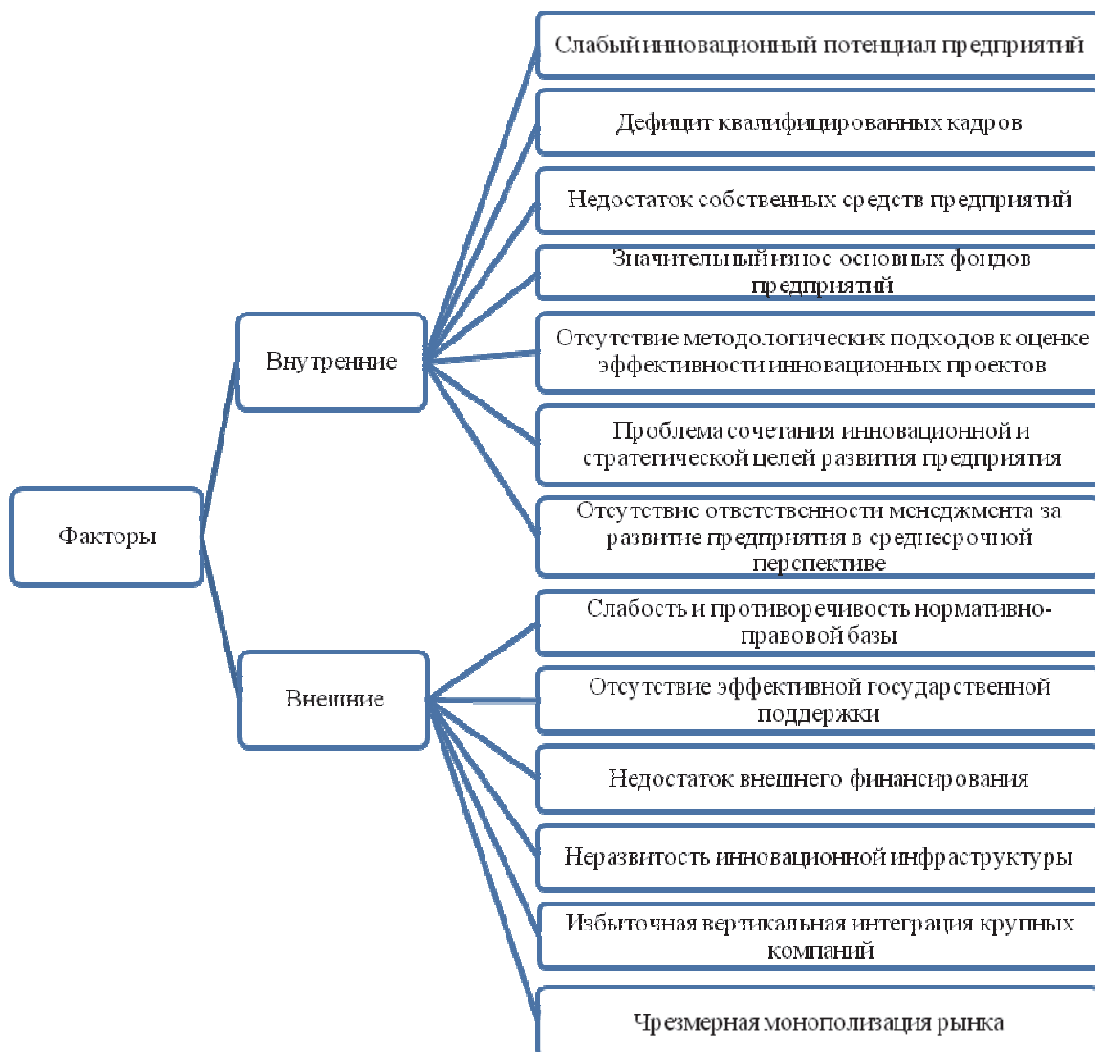 Слабый инновационный потенциал предприятий
Дефицит квалифицированных кадров
Недостаток собственных средств предприятий
Значительный износ основных фондов
предприятий
Внутренние
Отсутствие методологических подходов к оценке
эффективности инновационных проектов
Проблема сочетания инновационной и
стратегической целей развития предприятия
Факторы
Отсутствие ответственности менеджмента за
развитие предприятия в среднесрочной
перспективе
Слабость и противоречивость нормативно-
правовой базы
Внешние
Отсутствие эффективной государственной
поддержки
Недостаток внешнего финансирования
Неразвитость инновационной инфраструктуры
Избыточная вертикальная интеграция крупных
компаний
Чрезмерная монополизация рынка